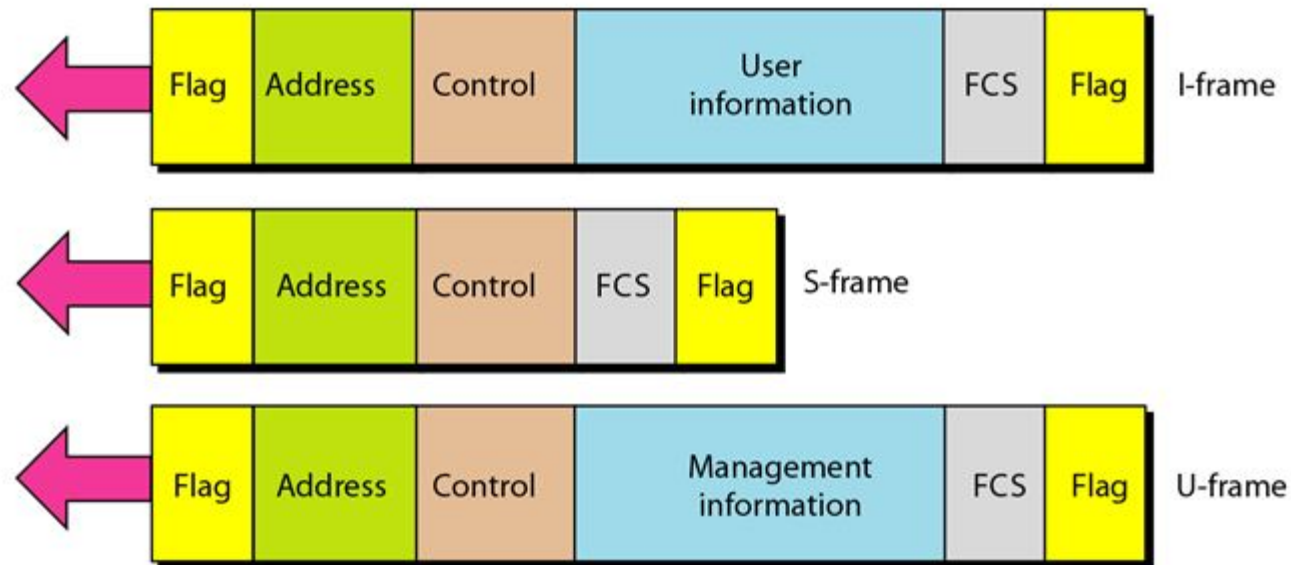 Flag Address Control User information FCS Flag I-frame
Flag Address Control FCS Flag S-frame
Flag Address Control Management information FCS Flag U-frame